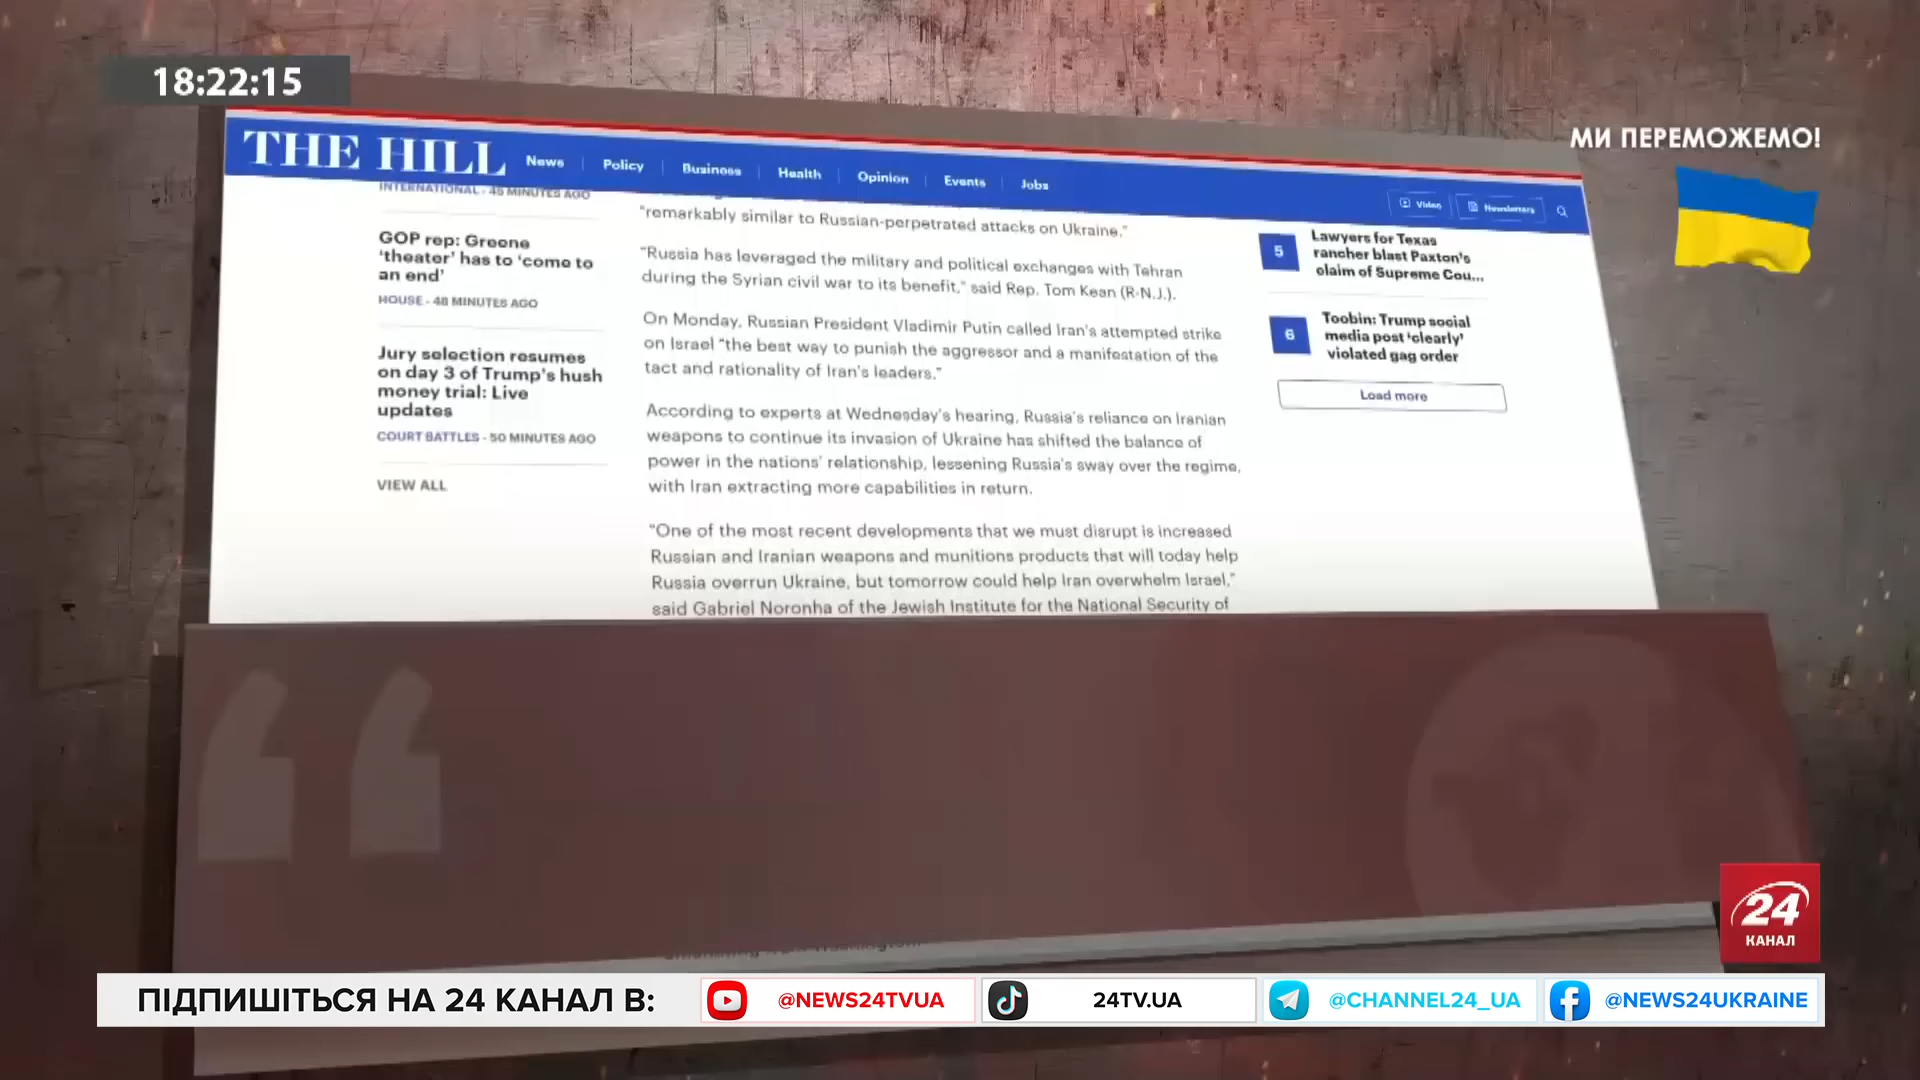 18:22:15
МИ ПЕРЕМОЖЕМО!
THE HILL
News
Policy
Business
Health
Opinion
Events
Jobs
Video
Newsletters
INTERNATIONAL - 45 MINUTES AGO
GOP rep: Greene
‘theater’ has to ‘come to
an end’
HOUSE - 48 MINUTES AGO
Jury selection resumes
on day 3 of Trump's hush
money trial: Live
updates
COURT BATTLES - 50 MINUTES AGO
VIEW ALL
“remarkably similar to Russian-perpetrated attacks on Ukraine.”
“Russia has leveraged the military and political exchanges with Tehran
during the Syrian civil war to its benefit,” said Rep. Tom Kean (R-N.J.).
On Monday, Russian President Vladimir Putin called Iran's attempted strike
on Israel “the best way to punish the aggressor and a manifestation of the
tact and rationality of Iran's leaders.”
According to experts at Wednesday's hearing, Russia's reliance on Iranian
weapons to continue its invasion of Ukraine has shifted the balance of
power in the nations' relationship, lessening Russia's sway over the regime,
with Iran extracting more capabilities in return.
“One of the most recent developments that we must disrupt is increased
Russian and Iranian weapons and munitions products that will today help
Russia overrun Ukraine, but tomorrow could help Iran overwhelm Israel,”
said Gabriel Noronha of the Jewish Institute for the National Security of
5
Lawyers for Texas
rancher blast Paxton's
claim of Supreme Cou...
6
Toobin: Trump social
media post ‘clearly’
violated gag order
Load more
24
КАНАЛ
ПІДПИШІТЬСЯ НА 24 КАНАЛ В:
@NEWS24TVUA
24TV.UA
@CHANNEL24_UA
@NEWS24UKRAINE